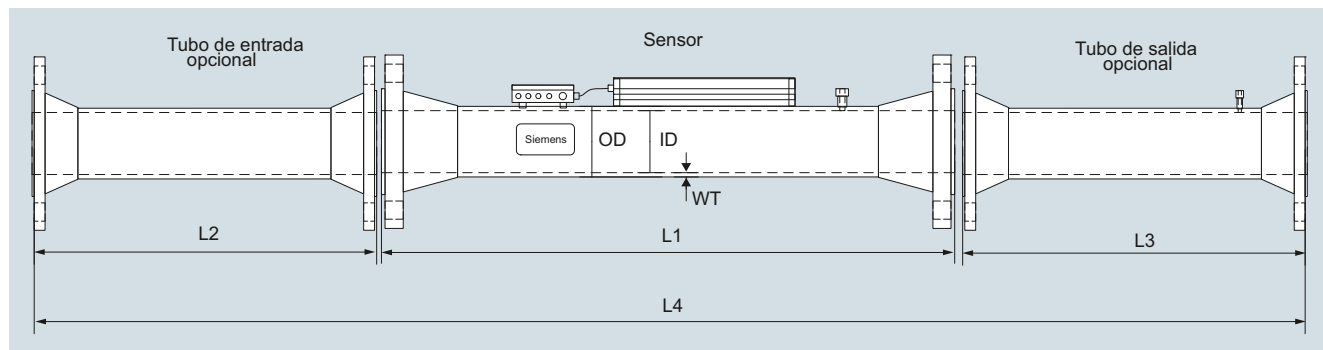 Tubo de entrada
opcional
Sensor
Tubo de salida
opcional
Siemens
OD
ID
WT
L2
L1
L3
L4